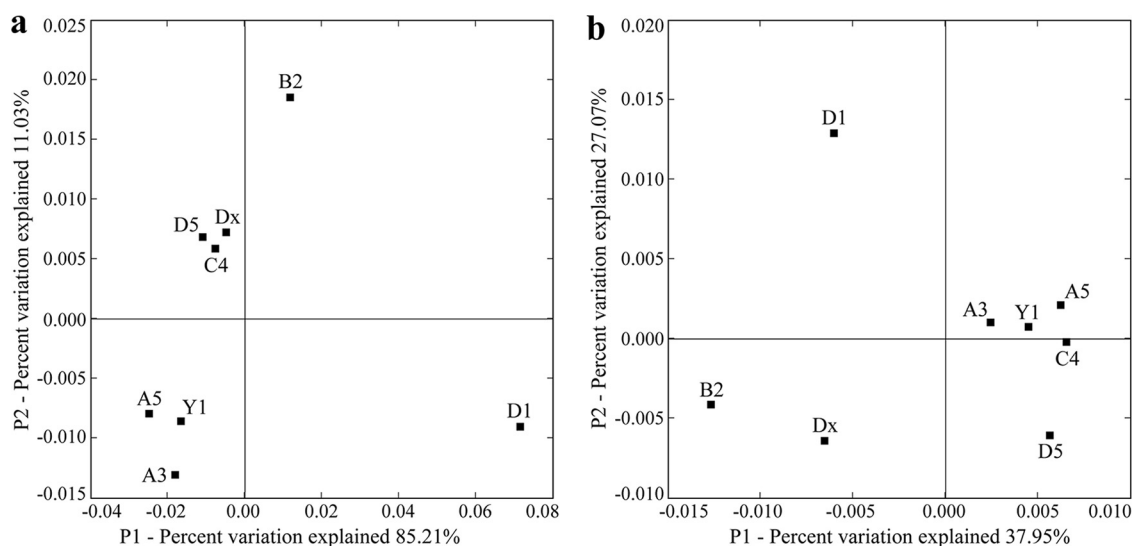 a
P2 - Percent variation explained 11.03%
0.025
0.020
0.015
0.010
0.005
0.000
-0.005
-0.010
-0.015
B2
D5 Dx
C4
A5 Y1
D1
A3
-0.04 -0.02 0.00 0.02 0.04 0.06 0.08
P1 - Percent variation explained 85.21%
b
P2 - Percent variation explained 27.07%
0.020
0.015
0.010
0.005
0.000
-0.005
-0.010
D1
A5
A3 Y1
C4
B2
Dx
D5
-0.015 -0.010 -0.005 0.000 0.005 0.010
P1 - Percent variation explained 37.95%